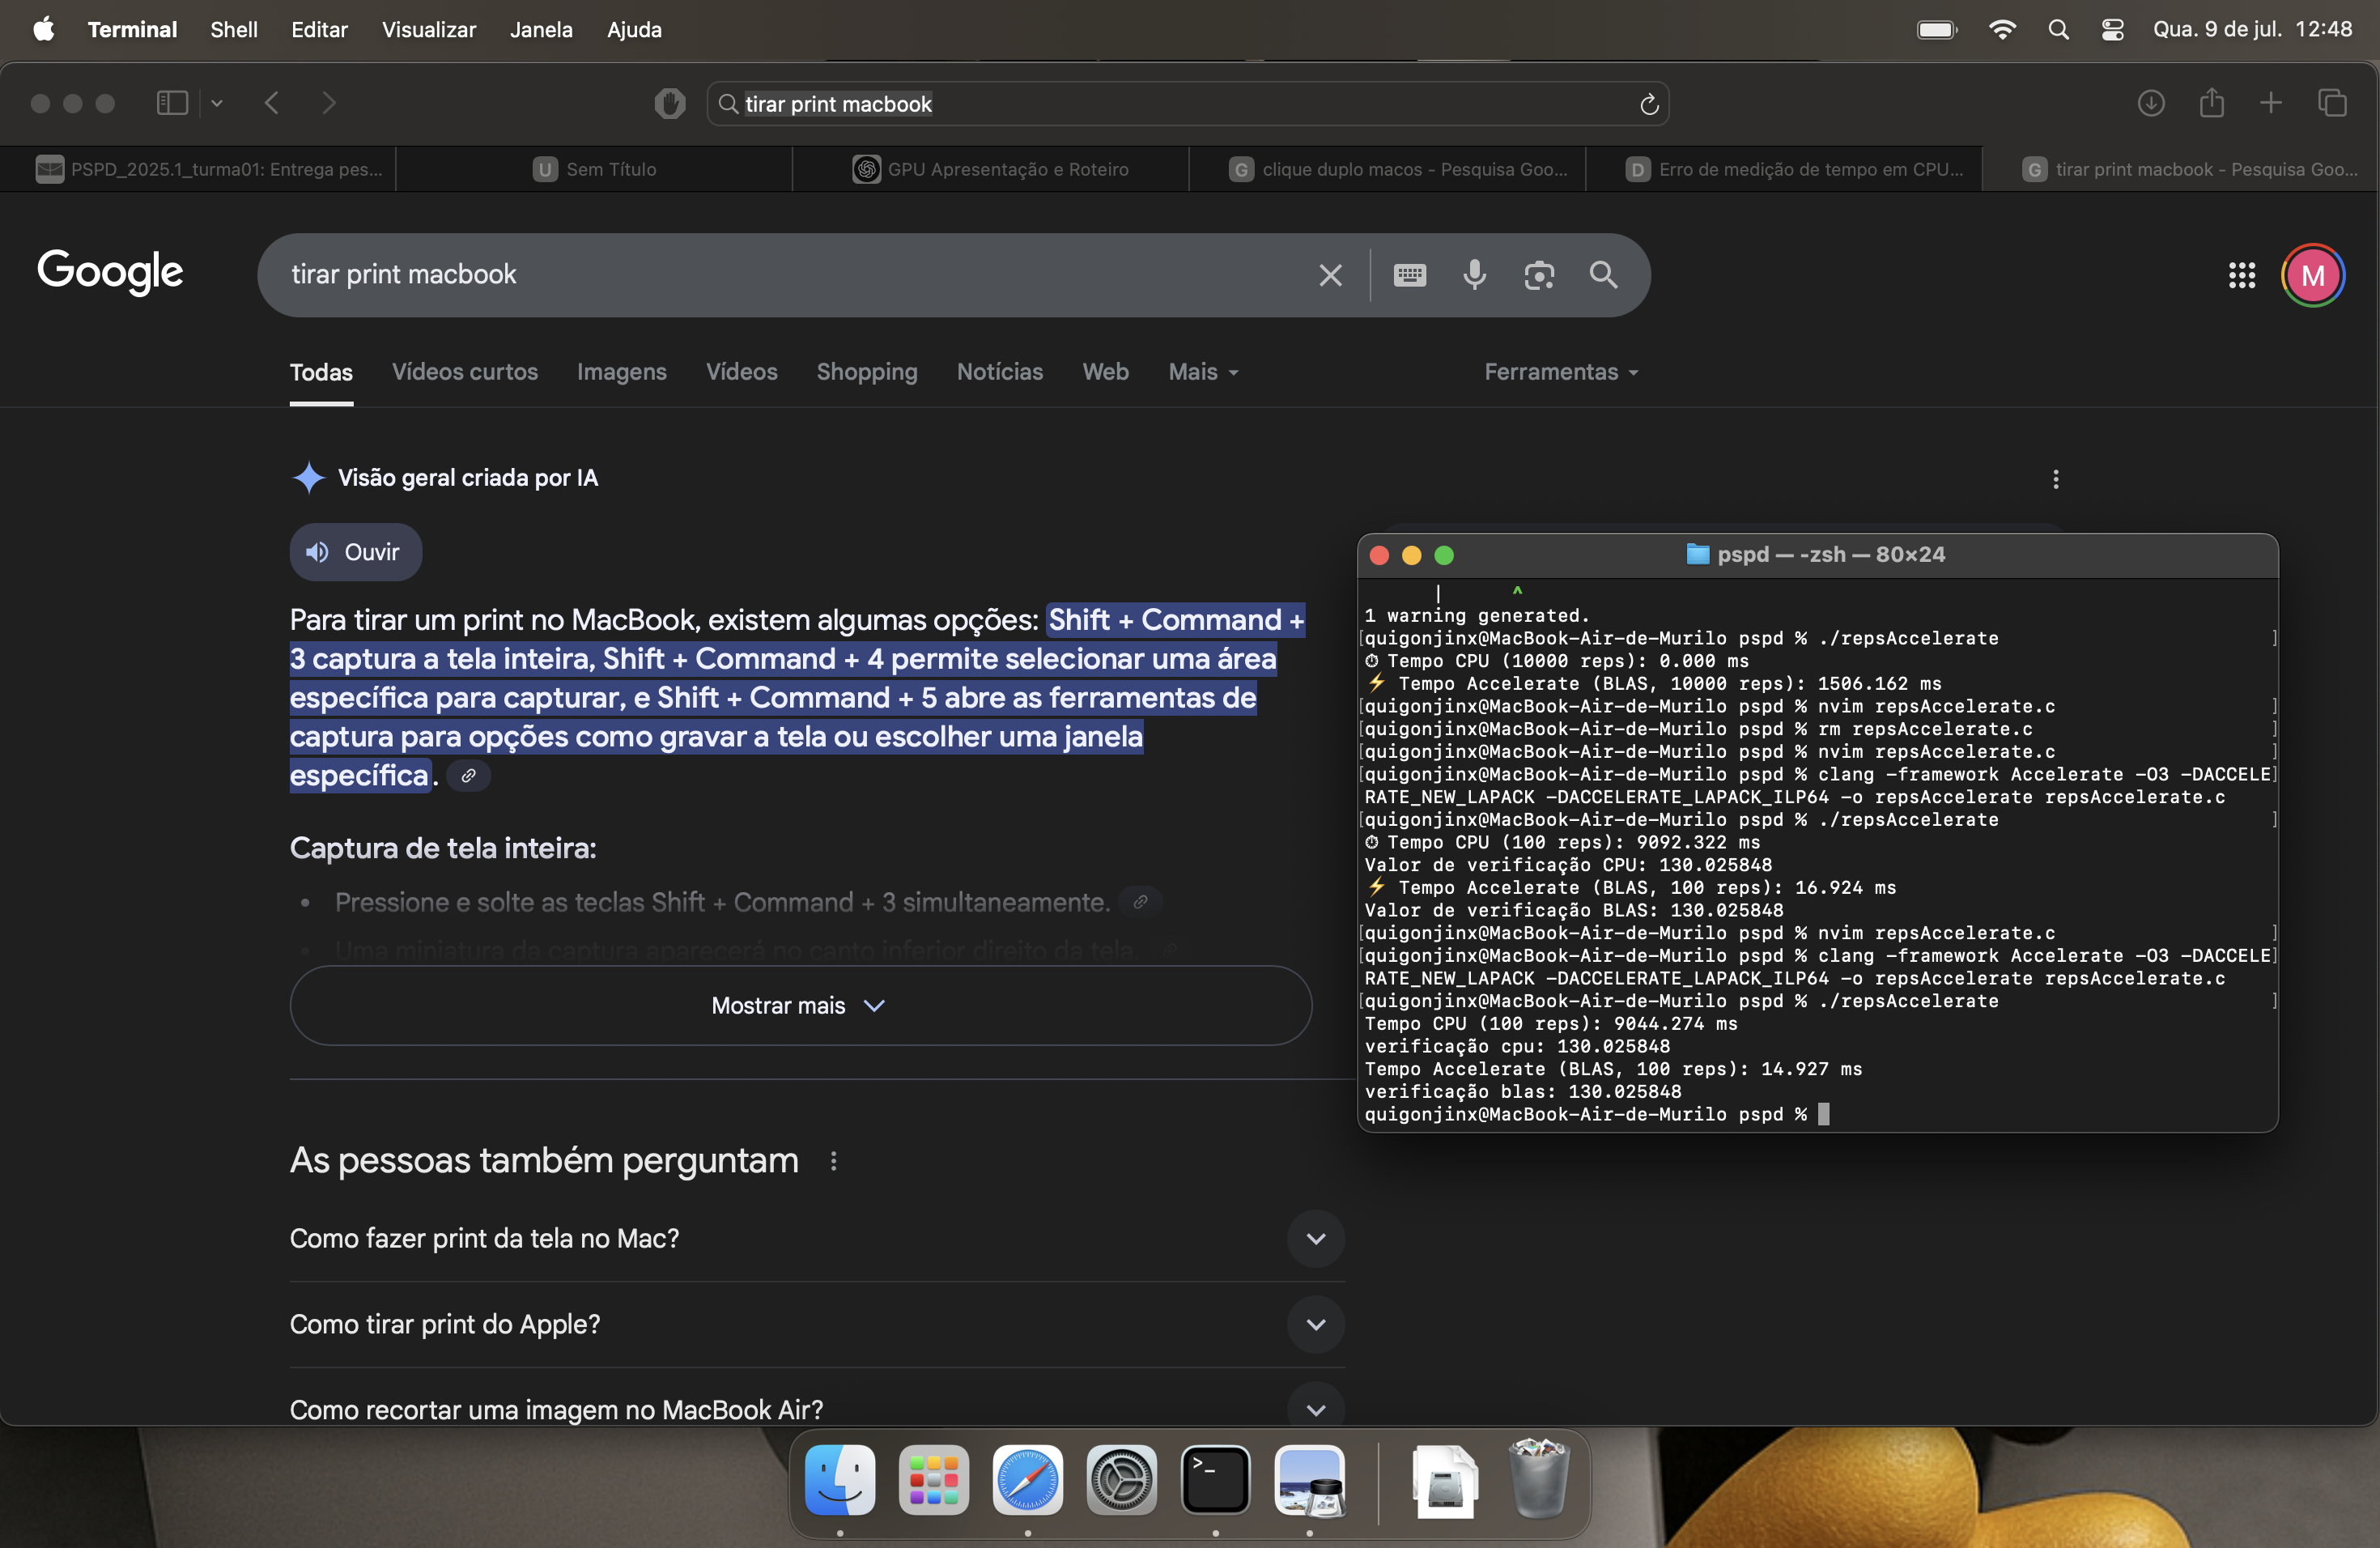 Terminal Shell Editar Visualizar Janela Ajuda Qua. 9 de jul. 12:48
tirar print macbook
PSPD_2025.1_turma01: Entrega pes... U Sem Título GPU Apresentação e Roteiro G clique duplo macos - Pesquisa Goo... D Erro de medição de tempo em CPU... G tirar print macbook - Pesquisa Goo...
Google tirar print macbook M
Todas Vídeos curtos Imagens Vídeos Shopping Notícias Web Mais Ferramentas
Visão geral criada por IA
Ouvir
Para tirar um print no MacBook, existem algumas opções: Shift + Command +
3 captura a tela inteira, Shift + Command + 4 permite selecionar uma área
específica para capturar, e Shift + Command + 5 abre as ferramentas de
captura para opções como gravar a tela ou escolher uma janela
específica.
Captura de tela inteira:
• Pressione e solte as teclas Shift + Command + 3 simultaneamente.
• Uma miniatura da captura aparecerá no canto inferior direito da tela.
Mostrar mais
As pessoas também perguntam
Como fazer print da tela no Mac?
Como tirar print do Apple?
Como recortar uma imagem no MacBook Air?
pspd — -zsh — 80×24
| ^
1 warning generated.
[quigonjinx@MacBook-Air-de-Murilo pspd % ./repsAccelerate ]
⏱ Tempo CPU (10000 reps): 0.000 ms
⚡ Tempo Accelerate (BLAS, 10000 reps): 1506.162 ms
[quigonjinx@MacBook-Air-de-Murilo pspd % nvim repsAccelerate.c ]
[quigonjinx@MacBook-Air-de-Murilo pspd % rm repsAccelerate.c ]
[quigonjinx@MacBook-Air-de-Murilo pspd % nvim repsAccelerate.c ]
[quigonjinx@MacBook-Air-de-Murilo pspd % clang -framework Accelerate -O3 -DACCELE]
RATE_NEW_LAPACK -DACCELERATE_LAPACK_ILP64 -o repsAccelerate repsAccelerate.c
[quigonjinx@MacBook-Air-de-Murilo pspd % ./repsAccelerate ]
⏱ Tempo CPU (100 reps): 9092.322 ms
Valor de verificação CPU: 130.025848
⚡ Tempo Accelerate (BLAS, 100 reps): 16.924 ms
Valor de verificação BLAS: 130.025848
[quigonjinx@MacBook-Air-de-Murilo pspd % nvim repsAccelerate.c ]
[quigonjinx@MacBook-Air-de-Murilo pspd % clang -framework Accelerate -O3 -DACCELE]
RATE_NEW_LAPACK -DACCELERATE_LAPACK_ILP64 -o repsAccelerate repsAccelerate.c
[quigonjinx@MacBook-Air-de-Murilo pspd % ./repsAccelerate ]
Tempo CPU (100 reps): 9044.274 ms
verificação cpu: 130.025848
Tempo Accelerate (BLAS, 100 reps): 14.927 ms
verificação blas: 130.025848
quigonjinx@MacBook-Air-de-Murilo pspd %